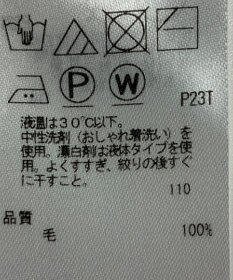 P
W
P23T
液温は30℃以下。
中性洗剤（おしゃれ着洗い）を
使用。漂白剤は液体タイプを使
用。よくすすぎ、絞りの後すぐ
に干すこと。
110
品質
毛 100%